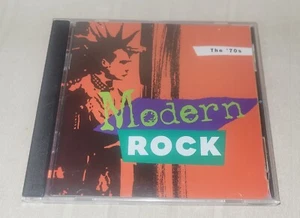 The '70s
Modern
ROCK